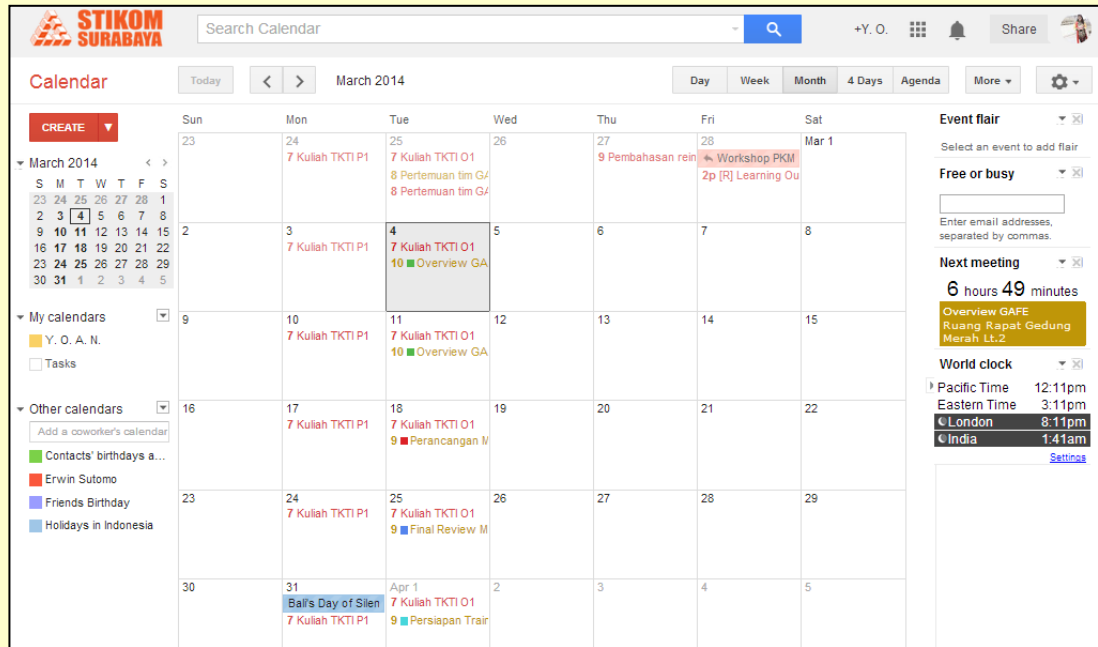 STIKOM
SURABAYA
Search Calendar
+Y. O.
Share
Calendar
Today
March 2014
Day Week Month 4 Days Agenda
More
CREATE
March 2014
S M T W T F S
23 24 25 26 27 28 1
2 3 4 5 6 7 8
9 10 11 12 13 14 15
16 17 18 19 20 21 22
23 24 25 26 27 28 29
30 31 1 2 3 4 5
My calendars
Y. O. A. N.
Tasks
Other calendars
Add a coworker's calendar
Contacts' birthdays a...
Erwin Sutomo
Friends Birthday
Holidays in Indonesia
Sun Mon Tue Wed Thu Fri Sat
23 24 25 26 27 28 Mar 1
7 Kuliah TKTI P1
7 Kuliah TKTI O1
8 Pertemuan tim GA
8 Pertemuan tim GA
9 Pembahasan rein
Workshop PKM
2p [R] Learning Ou
2 3 4 5 6 7 8
7 Kuliah TKTI P1
7 Kuliah TKTI O1
10 Overview GA
9 10 11 12 13 14 15
7 Kuliah TKTI P1
7 Kuliah TKTI O1
10 Overview GA
16 17 18 19 20 21 22
7 Kuliah TKTI P1
7 Kuliah TKTI O1
9 Perancangan M
23 24 25 26 27 28 29
7 Kuliah TKTI P1
7 Kuliah TKTI O1
9 Final Review M
30 31 Apr 1 2 3 4 5
Bali's Day of Silen
7 Kuliah TKTI P1
7 Kuliah TKTI O1
9 Persiapan Train
Event flair
Select an event to add flair
Free or busy
Enter email addresses,
separated by commas.
Next meeting
6 hours 49 minutes
Overview GAFE
Ruang Rapat Gedung
Merah Lt.2
World clock
Pacific Time 12:11pm
Eastern Time 3:11pm
London 8:11pm
India 1:41am
Settings